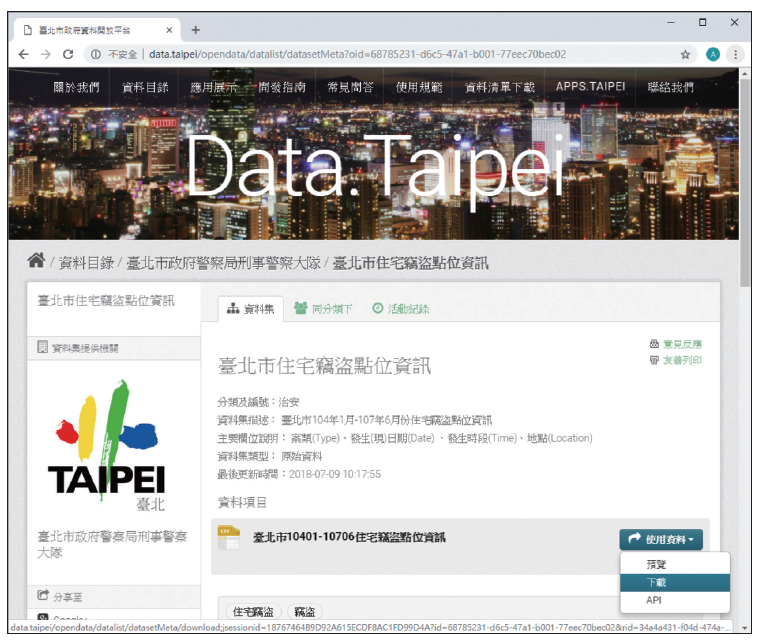 臺北市政府資料開放平台
不安全 | data.taipei/opendata/datalist/datasetMeta?oid=68785231-d6c5-47a1-b001-77eec70bec02
A
關於我們 資料目錄 應用展示 開發指南 常見問答 使用規範 資料清單下載 APPS.TAIPEI 聯絡我們
Data.Taipei
/ 資料目錄 / 臺北市政府警察局刑事警察大隊 / 臺北市住宅竊盜點位資訊
臺北市住宅竊盜點位資訊
資料集 同分類下 活動紀錄
資料集提供機關
意見反應
友善列印
臺北市住宅竊盜點位資訊
分類及編號：治安
資料集描述： 臺北市104年1月-107年6月份住宅竊盜點位資訊
主要欄位說明： 案類(Type)、發生(現)日期(Date) 、發生時段(Time)、地點(Location)
資料集類型： 原始資料
最後更新時間：2018-07-09 10:17:55
TAIPEI
臺北
資料項目
臺北市政府警察局刑事警察
大隊
CSV
臺北市10401-10706住宅竊盜點位資訊
使用資料
預覽
下載
API
分享至
住宅竊盜 竊盜
Google+
data.taipei/opendata/datalist/datasetMeta/download;jsessionid=18767464B9D92A615ECDF8AC1FD99D4A?id=68785231-d6c5-47a1-b001-77eec70bec02&rid=34a4a431-f04d-474a-...